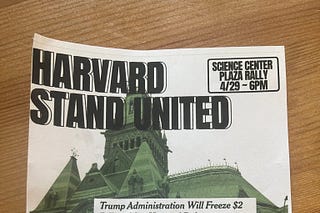 HARVARD
STAND UNITED
SCIENCE CENTER
PLAZA RALLY
4/29 – 6PM
Trump Administration Will Freeze $2